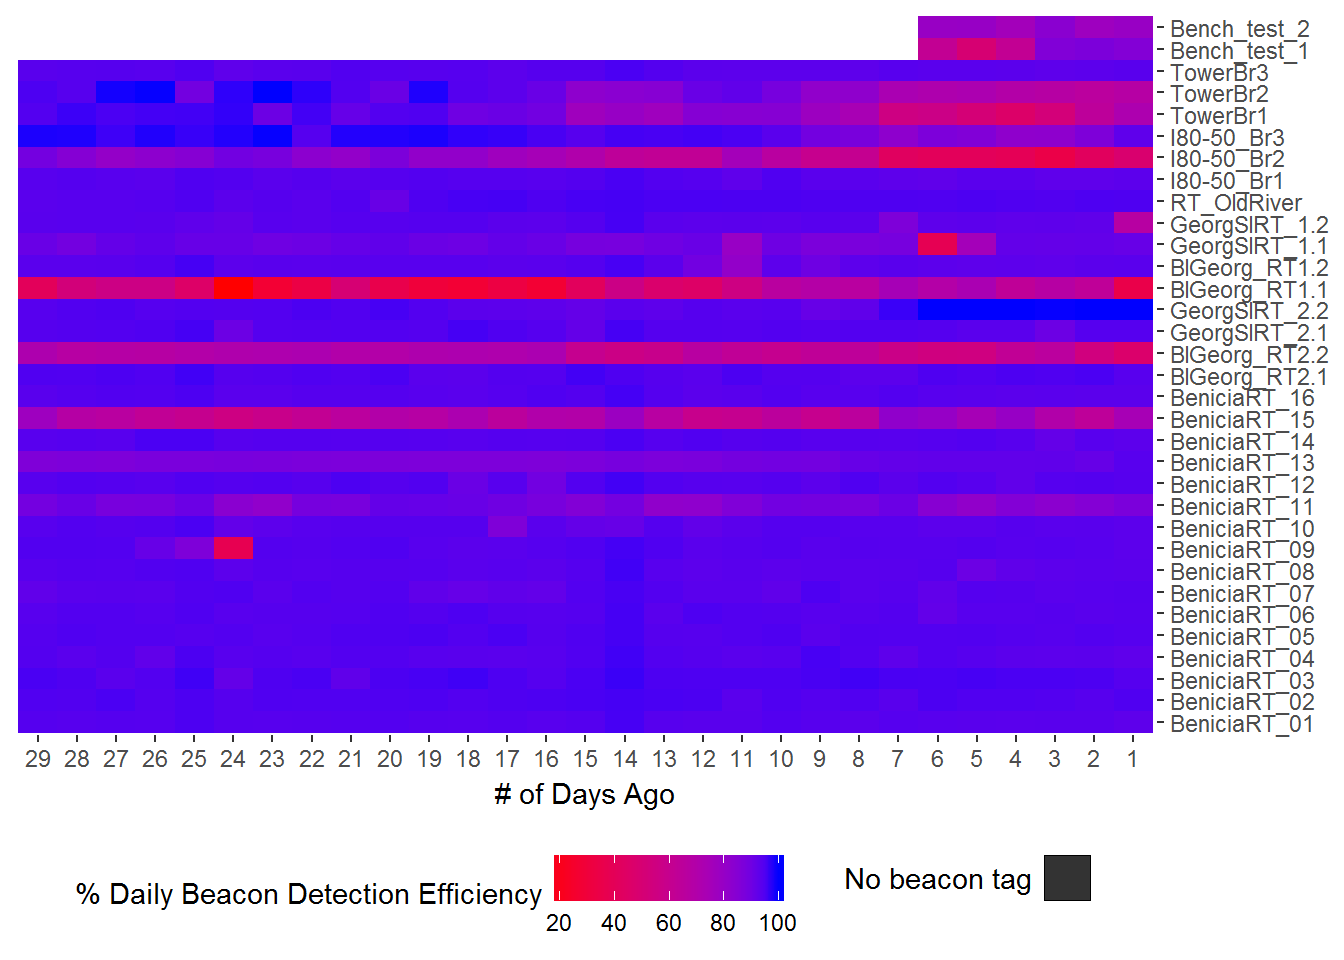 Bench_test_2
Bench_test_1
TowerBr3
TowerBr2
TowerBr1
I80-50_Br3
I80-50_Br2
I80-50_Br1
RT_OldRiver
GeorgSlRT_1.2
GeorgSlRT_1.1
BlGeorg_RT1.2
BlGeorg_RT1.1
GeorgSlRT_2.2
GeorgSlRT_2.1
BlGeorg_RT2.2
BlGeorg_RT2.1
BeniciaRT_16
BeniciaRT_15
BeniciaRT_14
BeniciaRT_13
BeniciaRT_12
BeniciaRT_11
BeniciaRT_10
BeniciaRT_09
BeniciaRT_08
BeniciaRT_07
BeniciaRT_06
BeniciaRT_05
BeniciaRT_04
BeniciaRT_03
BeniciaRT_02
BeniciaRT_01
29 28 27 26 25 24 23 22 21 20 19 18 17 16 15 14 13 12 11 10 9 8 7 6 5 4 3 2 1
# of Days Ago
% Daily Beacon Detection Efficiency
20 40 60 80 100
No beacon tag